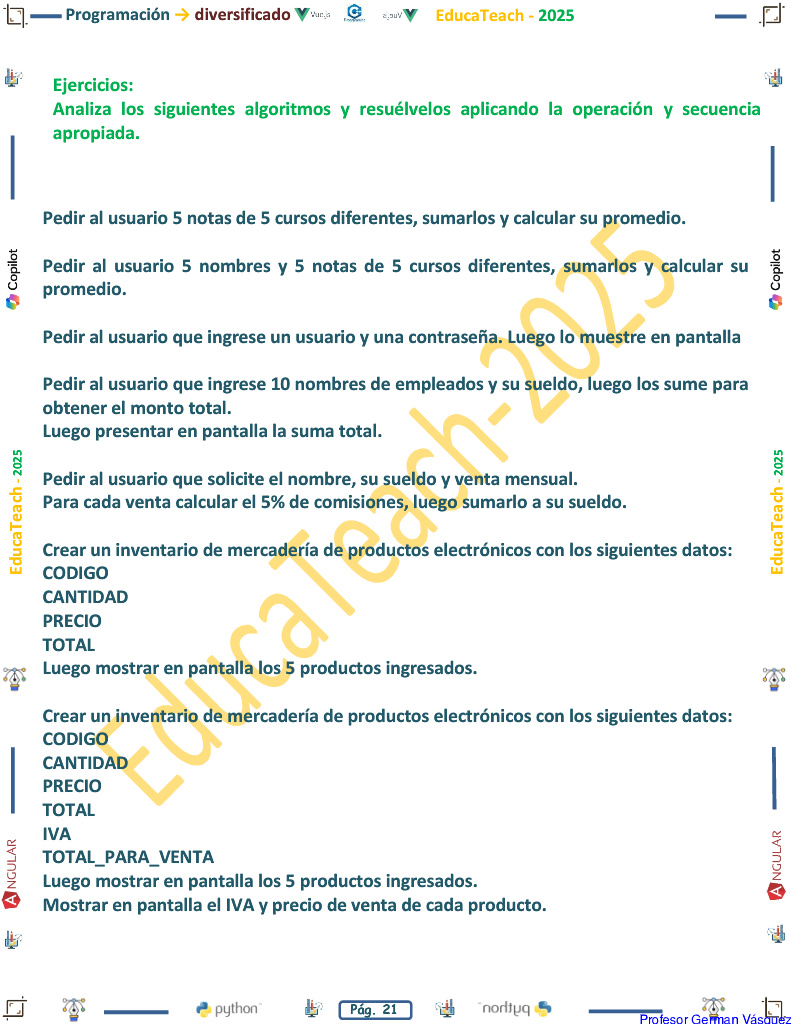 Programación → diversificado Vue.js EducaTeach - 2025
Ejercicios:
Analiza los siguientes algoritmos y resuélvelos aplicando la operación y secuencia
apropiada.
Pedir al usuario 5 notas de 5 cursos diferentes, sumarlos y calcular su promedio.
Pedir al usuario 5 nombres y 5 notas de 5 cursos diferentes, sumarlos y calcular su
promedio.
Pedir al usuario que ingrese un usuario y una contraseña. Luego lo muestre en pantalla
Pedir al usuario que ingrese 10 nombres de empleados y su sueldo, luego los sume para
obtener el monto total.
Luego presentar en pantalla la suma total.
Pedir al usuario que solicite el nombre, su sueldo y venta mensual.
Para cada venta calcular el 5% de comisiones, luego sumarlo a su sueldo.
Crear un inventario de mercadería de productos electrónicos con los siguientes datos:
CODIGO
CANTIDAD
PRECIO
TOTAL
Luego mostrar en pantalla los 5 productos ingresados.
Crear un inventario de mercadería de productos electrónicos con los siguientes datos:
CODIGO
CANTIDAD
PRECIO
TOTAL
IVA
TOTAL_PARA_VENTA
Luego mostrar en pantalla los 5 productos ingresados.
Mostrar en pantalla el IVA y precio de venta de cada producto.
EducaTeach-2025
Copilot
EducaTeach - 2025
ANGULAR
Copilot
EducaTeach - 2025
ANGULAR
python
Pág. 21
python
Profesor German Vásquez